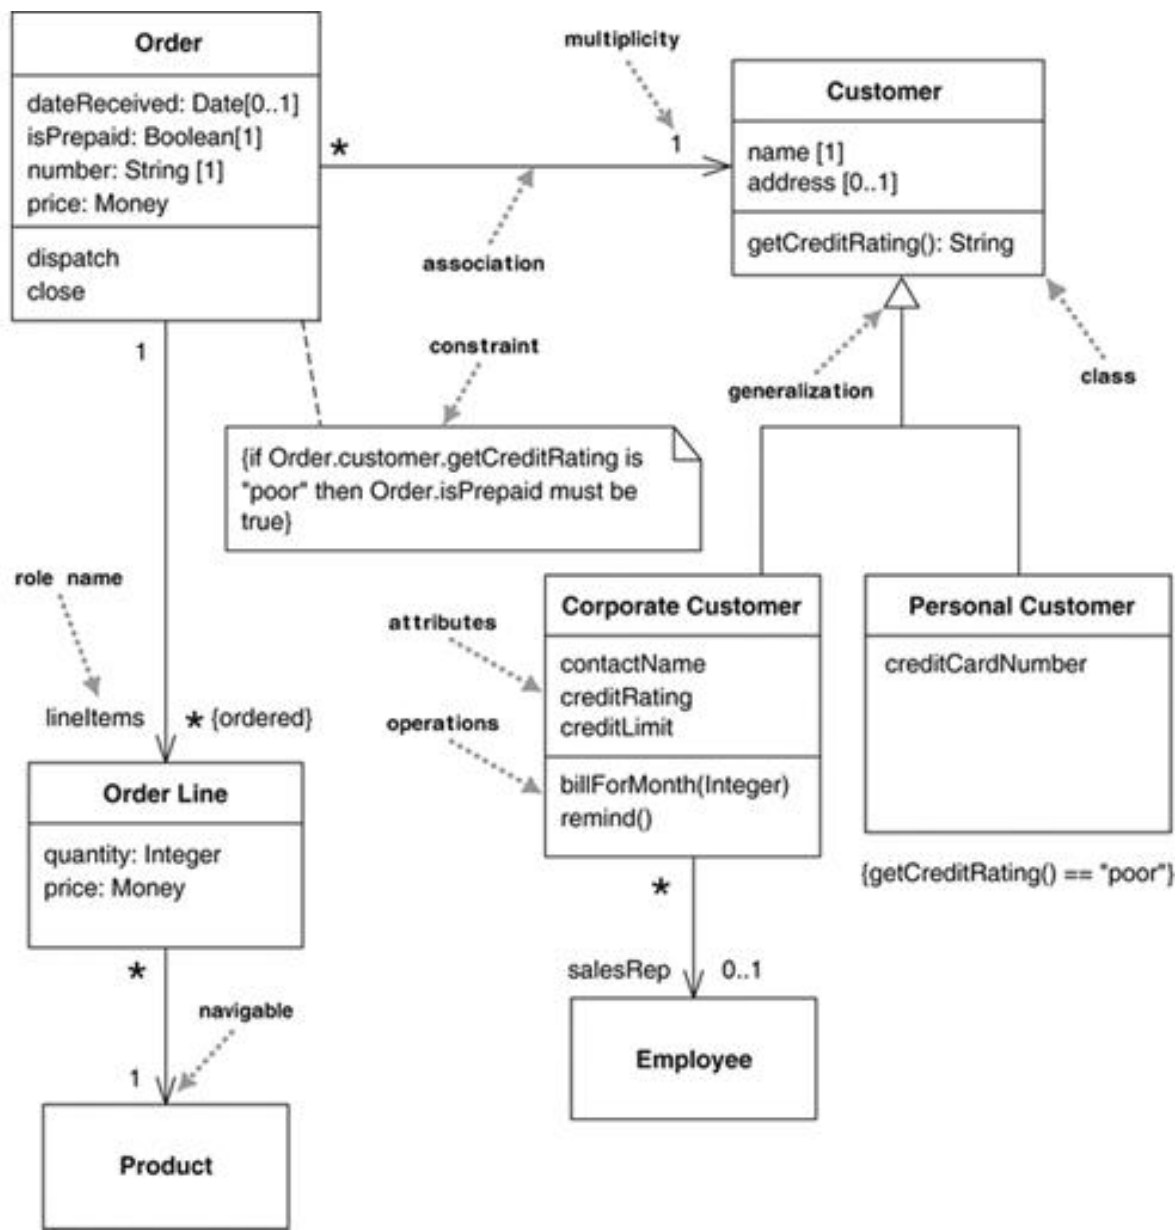 Order
dateReceived: Date[0..1]
isPrepaid: Boolean[1]
number: String [1]
price: Money
dispatch
close
multiplicity
*
1
association
Customer
name [1]
address [0..1]
getCreditRating(): String
generalization
class
1
constraint
{if Order.customer.getCreditRating is
"poor" then Order.isPrepaid must be
true}
role name
lineItems
* {ordered}
Order Line
quantity: Integer
price: Money
*
navigable
1
Product
attributes
operations
Corporate Customer
contactName
creditRating
creditLimit
billForMonth(Integer)
remind()
*
salesRep
0..1
Employee
Personal Customer
creditCardNumber
{getCreditRating() == "poor"}